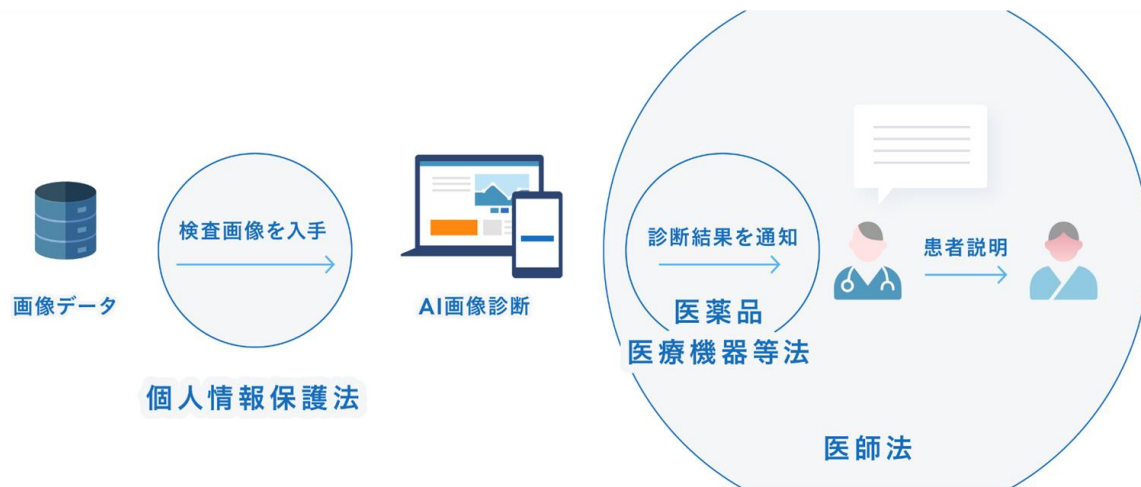 検査画像を入手
画像データ
AI画像診断
個人情報保護法
診断結果を通知
患者説明
医薬品
医療機器等法
医師法